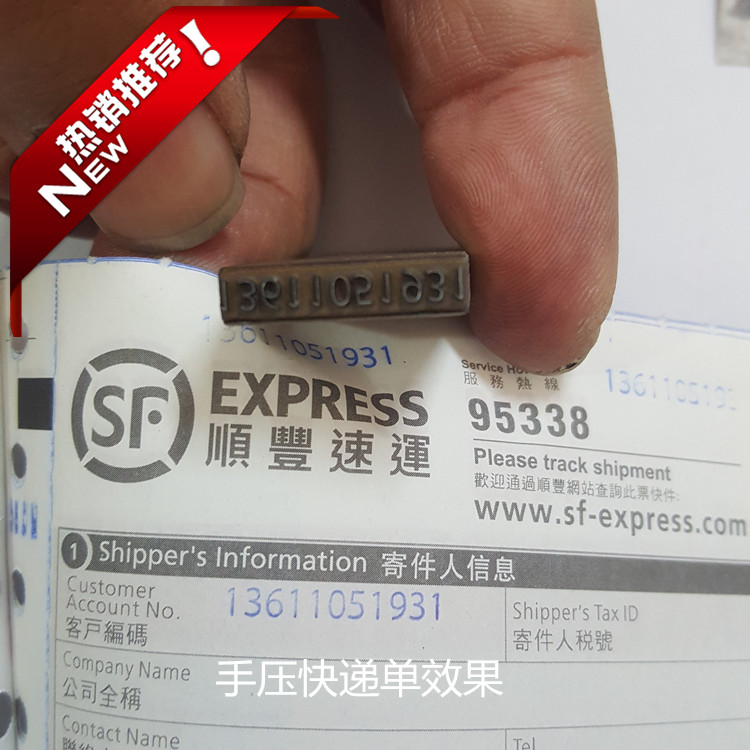 热销推荐!
NEW
13611051931
13611051931
SF
EXPRESS
順豐速運
服務熱線
95338
Please track shipment
歡迎通過順豐網站查詢此票快件:
www.sf-express.com
1 Shipper's Information 寄件人信息
Customer
Account No.
客戶編碼
13611051931
Shipper's Tax ID
寄件人税號
Company Name
公司全稱
手压快递单效果
Contact Name
Tel